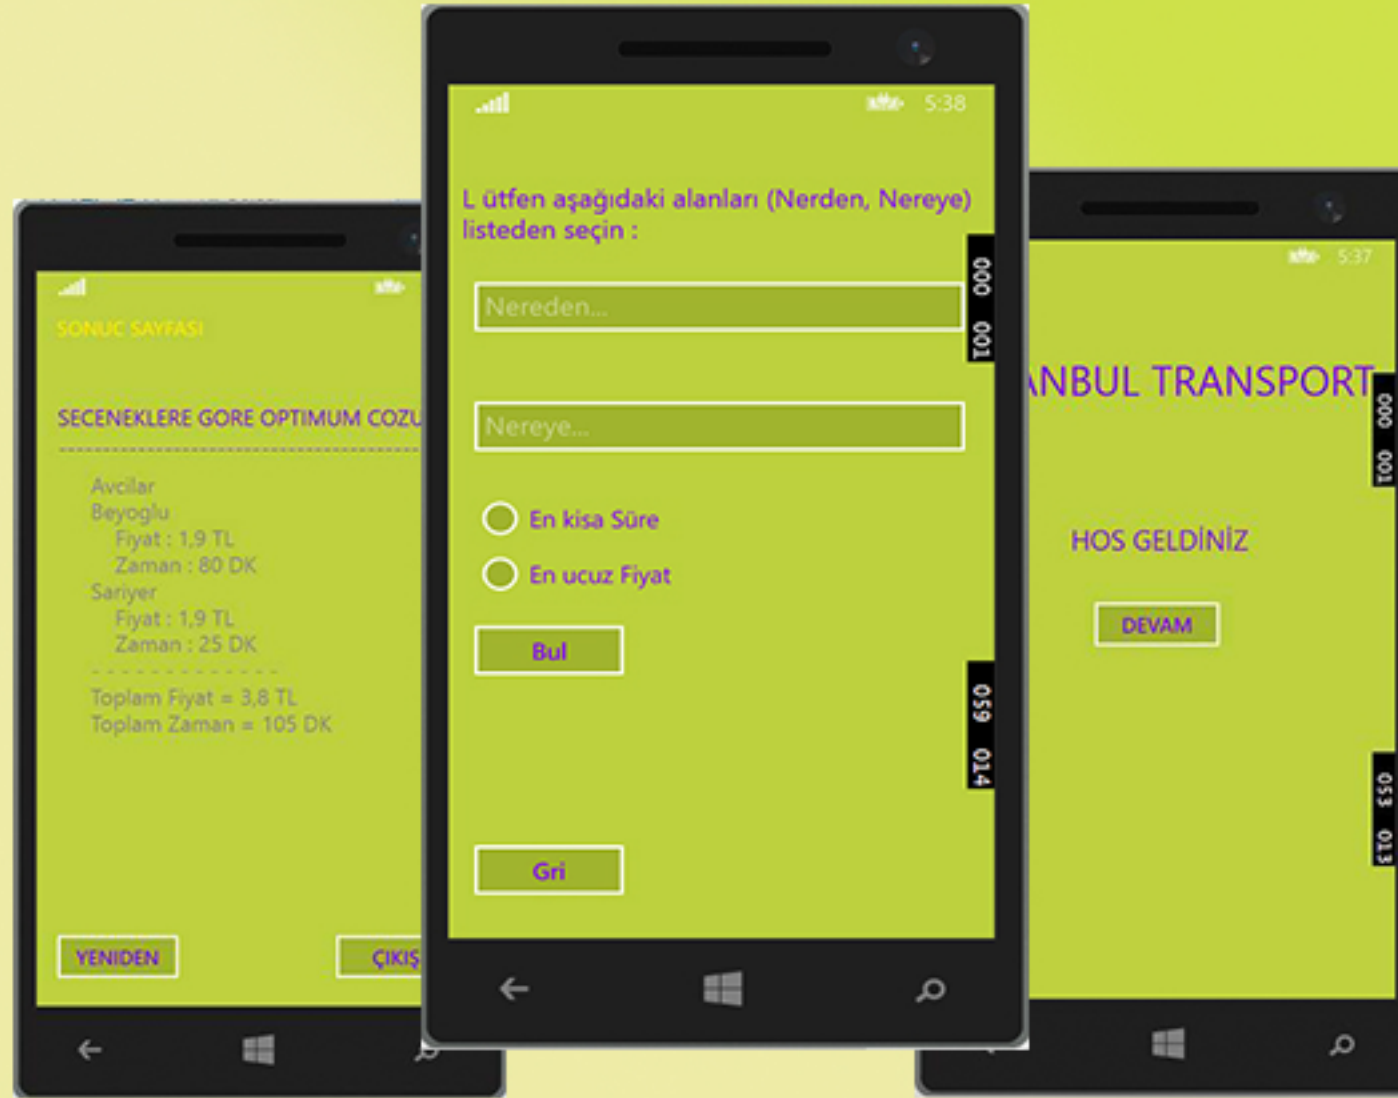 SONUC SAYFASI
SECENEKLERE GORE OPTIMUM COZU
Avcilar
Beyoglu
Fiyat : 1,9 TL
Zaman : 80 DK
Sariyer
Fiyat : 1,9 TL
Zaman : 25 DK
Toplam Fiyat = 3,8 TL
Toplam Zaman = 105 DK
YENIDEN
ÇIKIŞ
5:38
L ütfen aşağıdaki alanları (Nerden, Nereye)
listeden seçin :
Nereden...
Nereye...
En kisa Süre
En ucuz Fiyat
Bul
Gri
000 001
059 014
5:37
ANBUL TRANSPORT
HOS GELDİNİZ
DEVAM
000 001
053 013